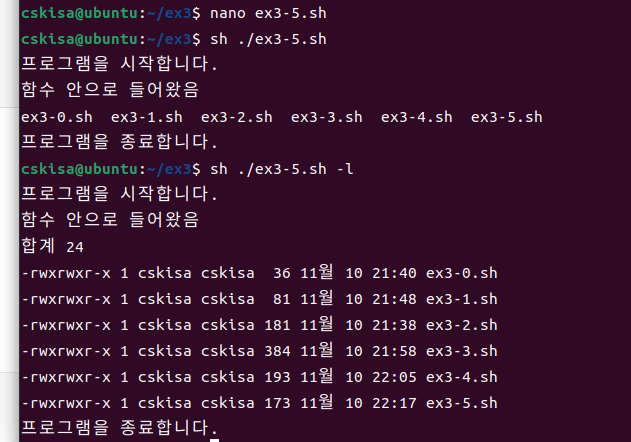 cskisa@ubuntu:~/ex3$ nano ex3-5.sh
cskisa@ubuntu:~/ex3$ sh ./ex3-5.sh
프로그램을 시작합니다.
함수 안으로 들어왔음
ex3-0.sh  ex3-1.sh  ex3-2.sh  ex3-3.sh  ex3-4.sh  ex3-5.sh
프로그램을 종료합니다.
cskisa@ubuntu:~/ex3$ sh ./ex3-5.sh -l
프로그램을 시작합니다.
함수 안으로 들어왔음
합계 24
-rwxrwxr-x 1 cskisa cskisa  36 11월 10 21:40 ex3-0.sh
-rwxrwxr-x 1 cskisa cskisa  81 11월 10 21:48 ex3-1.sh
-rwxrwxr-x 1 cskisa cskisa 181 11월 10 21:38 ex3-2.sh
-rwxrwxr-x 1 cskisa cskisa 384 11월 10 21:58 ex3-3.sh
-rwxrwxr-x 1 cskisa cskisa 193 11월 10 22:05 ex3-4.sh
-rwxrwxr-x 1 cskisa cskisa 173 11월 10 22:17 ex3-5.sh
프로그램을 종료합니다.